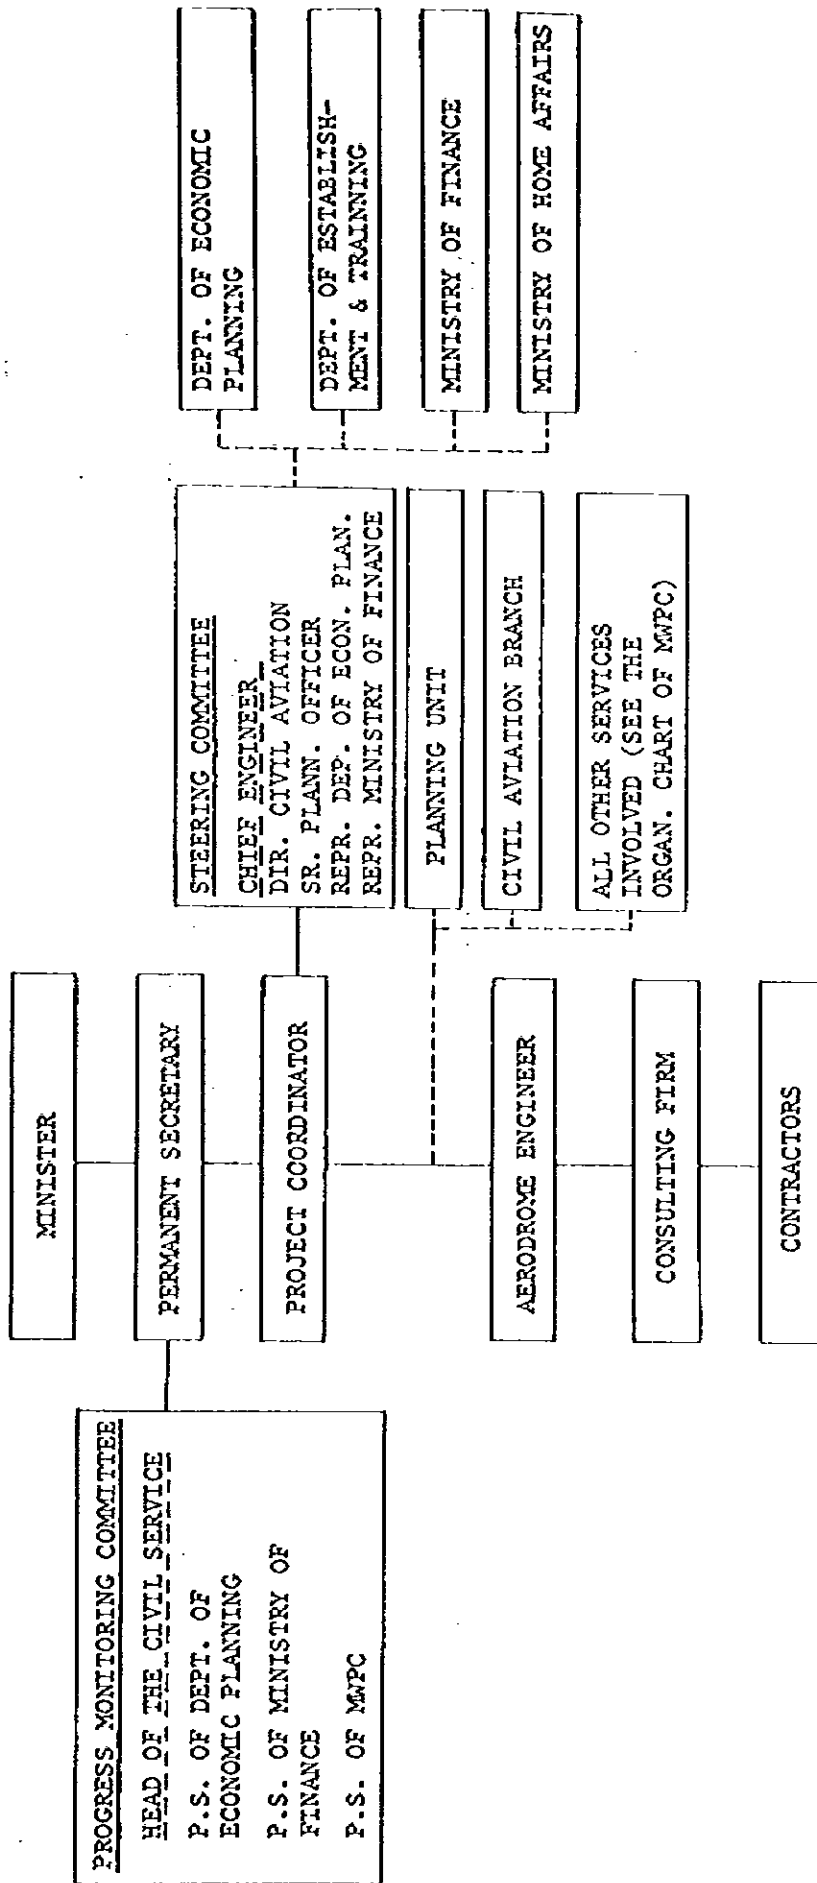 PROGRESS MONITORING COMMITTEE
HEAD OF THE CIVIL SERVICE
P.S. OF DEPT. OF
ECONOMIC PLANNING
P.S. OF MINISTRY OF
FINANCE
P.S. OF MWPC
MINISTER
PERMANENT SECRETARY
PROJECT COORDINATOR
AERODROME ENGINEER
CONSULTING FIRM
CONTRACTORS
STEERING COMMITTEE
CHIEF ENGINEER
DIR. CIVIL AVIATION
SR. PLANN. OFFICER
REPR. DEP. OF ECON. PLAN.
REPR. MINISTRY OF FINANCE
PLANNING UNIT
CIVIL AVIATION BRANCH
ALL OTHER SERVICES
INVOLVED (SEE THE
ORGAN. CHART OF MWPC)
DEPT. OF ECONOMIC
PLANNING
DEPT. OF ESTABLISH-
MENT & TRAINNING
MINISTRY OF FINANCE
MINISTRY OF HOME AFFAIRS